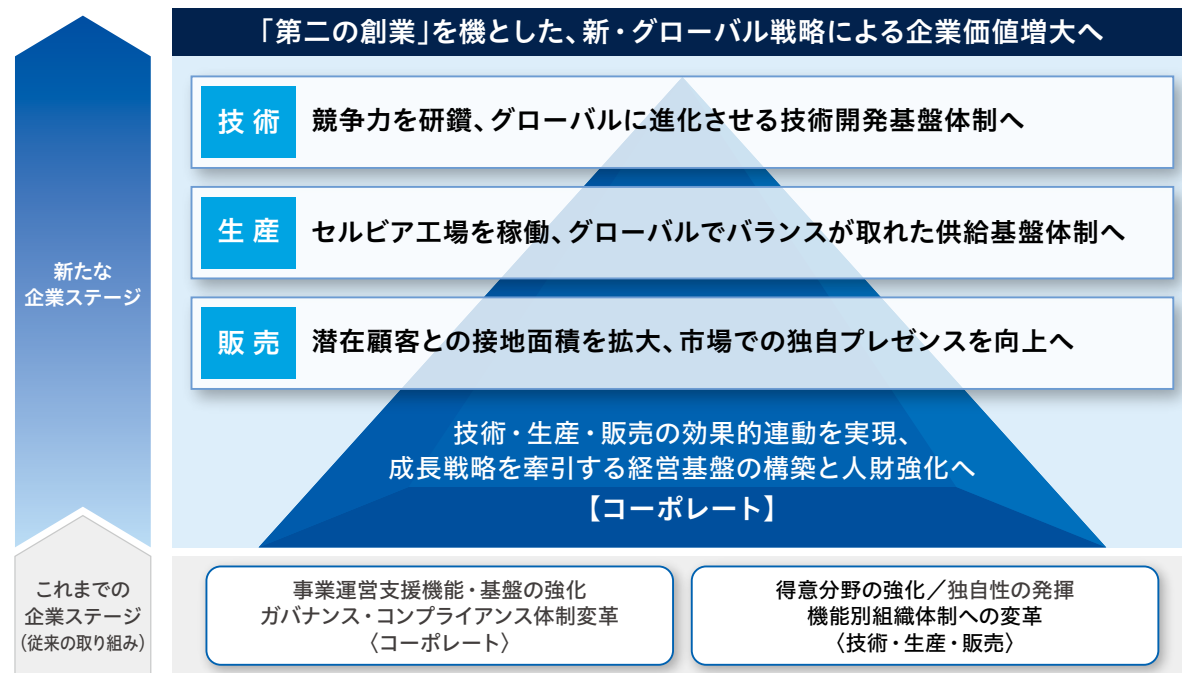 「第二の創業」を機とした、新・グローバル戦略による企業価値増大へ
技術 競争力を研鑽、グローバルに進化させる技術開発基盤体制へ
生産 セルビア工場を稼働、グローバルでバランスが取れた供給基盤体制へ
販売 潜在顧客との接地面積を拡大、市場での独自プレゼンスを向上へ
新たな
企業ステージ
技術・生産・販売の効果的連動を実現、
成長戦略を牽引する経営基盤の構築と人財強化へ
【コーポレート】
これまでの
企業ステージ
(従来の取り組み)
事業運営支援機能・基盤の強化
ガバナンス・コンプライアンス体制変革
〈コーポレート〉
得意分野の強化/独自性の発揮
機能別組織体制への変革
〈技術・生産・販売〉